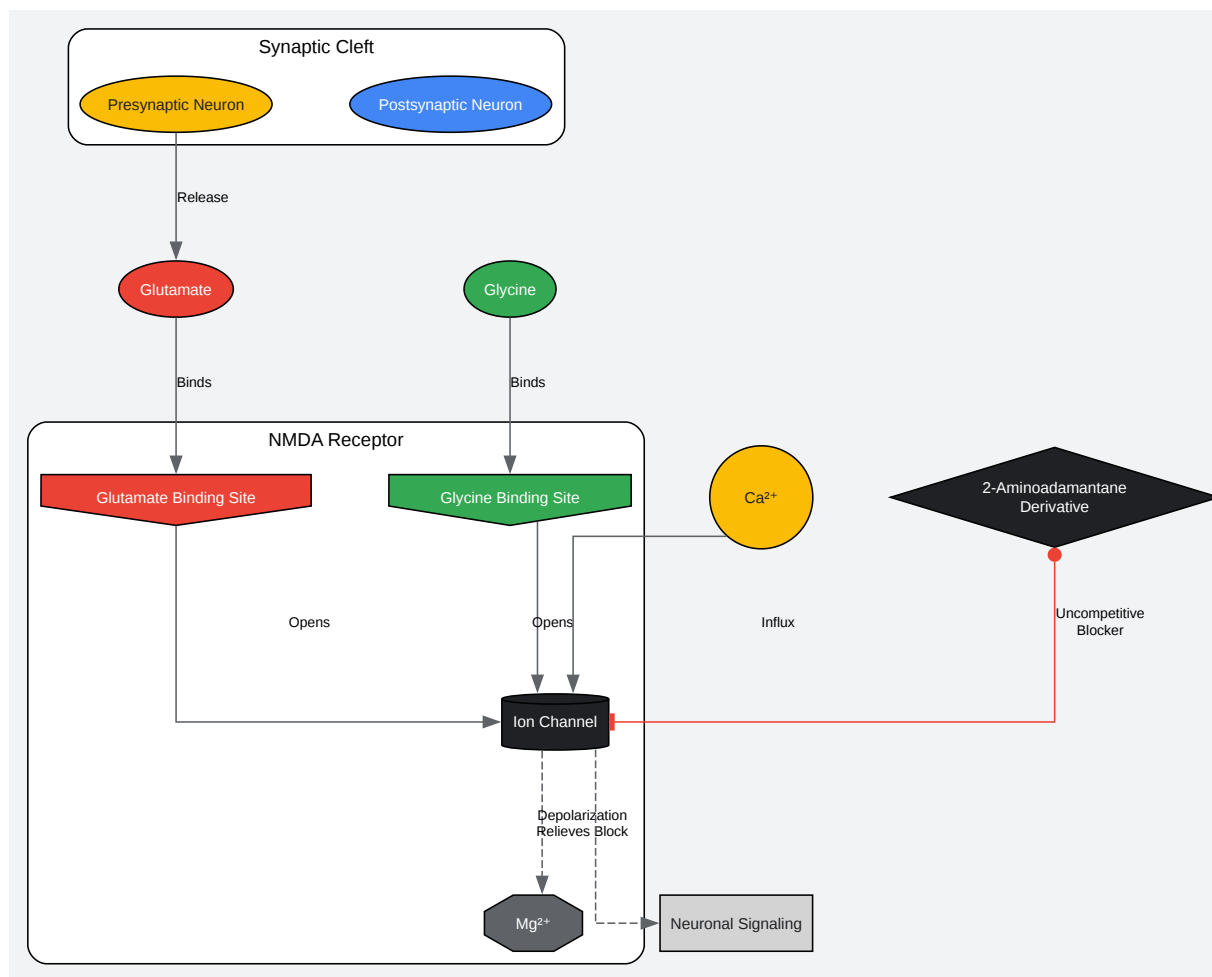 Synaptic Cleft
Presynaptic Neuron
Postsynaptic Neuron
Release
Glutamate
Glycine
Binds
Binds
NMDA Receptor
Glutamate Binding Site
Glycine Binding Site
Ca²⁺
2-Aminoadamantane
Derivative
Opens
Opens
Influx
Uncompetitive
Blocker
Ion Channel
Depolarization
Relieves Block
Mg²⁺
Neuronal Signaling